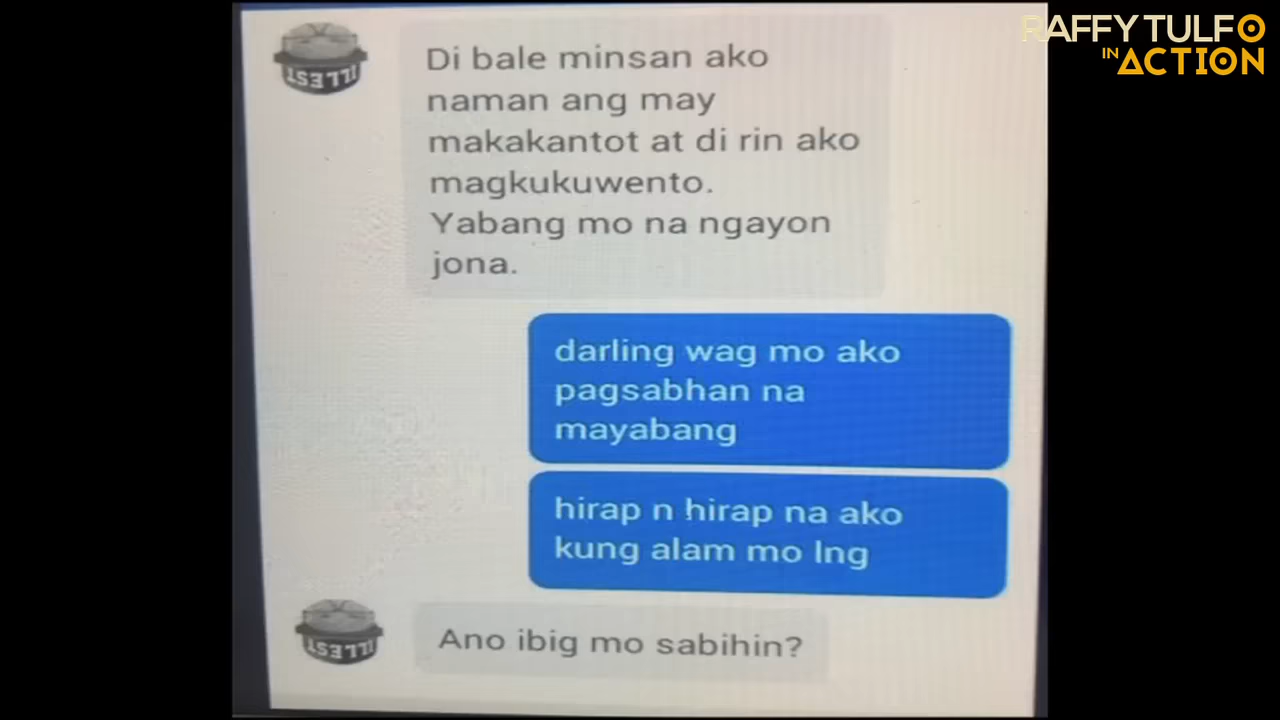 RAFFY TULFO
IN ACTION
ILLEST
Di bale minsan ako
naman ang may
makakantot at di rin ako
magkukuwento.
Yabang mo na ngayon
jona.
darling wag mo ako
pagsabhan na
mayabang
hirap n hirap na ako
kung alam mo lng
ILLEST
Ano ibig mo sabihin?